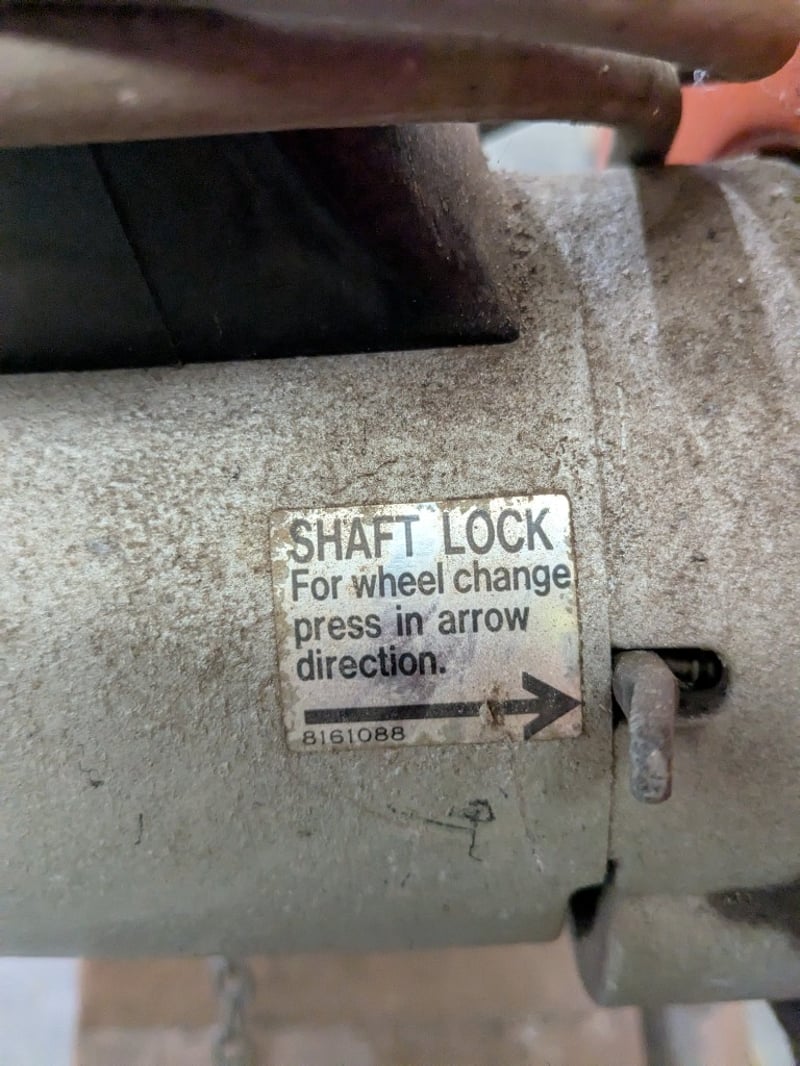 SHAFT LOCK
For wheel change
press in arrow
direction.
8161088